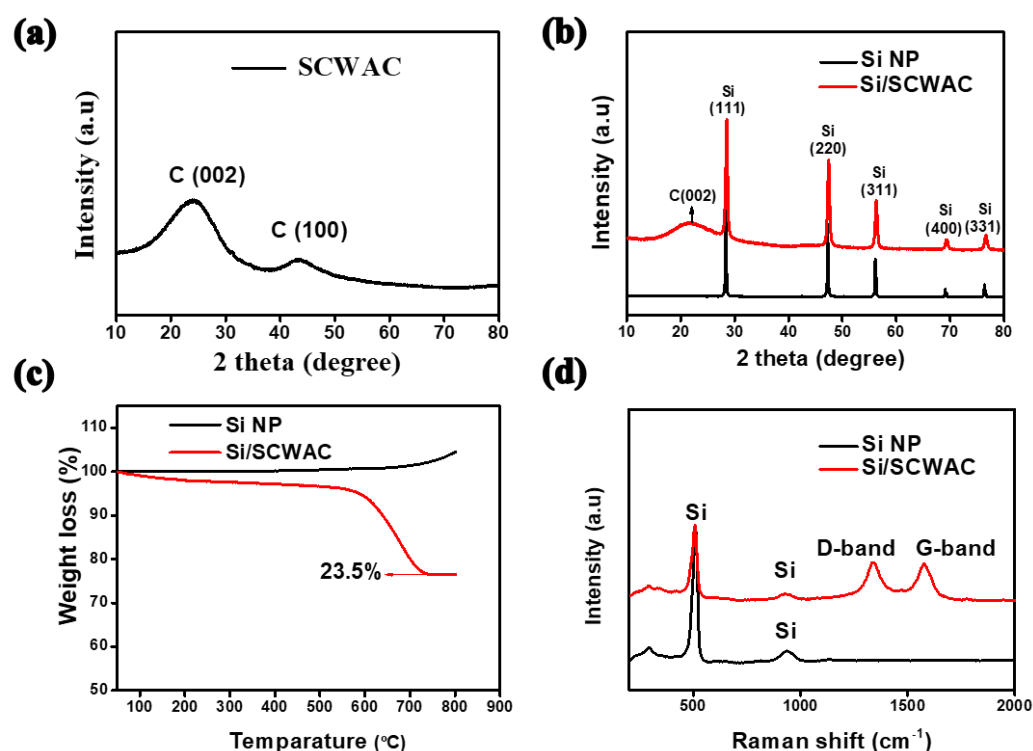 (a)
SCWAC
C (002)
C (100)
Intensity (a.u)
10 20 30 40 50 60 70 80
2 theta (degree)
(b)
Si NP
Si/SCWAC
Si
(111)
Si
(220)
Si
(311)
Si
(400)
Si
(331)
C(002)
Intensity (a.u)
10 20 30 40 50 60 70 80
2 theta (degree)
(c)
Si NP
Si/SCWAC
110
100
90
80
70
60
50
23.5%
Weight loss (%)
100 200 300 400 500 600 700 800 900
Temparature (°C)
(d)
Si NP
Si/SCWAC
Si
D-band
G-band
Si
Si
Intensity (a.u)
500 1000 1500 2000
Raman shift (cm⁻¹)